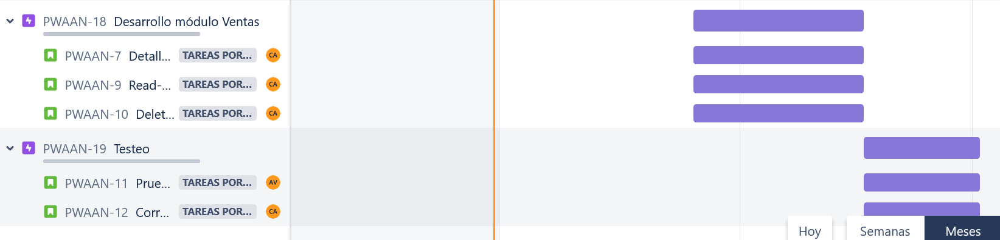 PWAAN-18 Desarrollo módulo Ventas
PWAAN-7 Detall... TAREAS POR... CA
PWAAN-9 Read-... TAREAS POR... CA
PWAAN-10 Delet... TAREAS POR... CA
PWAAN-19 Testeo
PWAAN-11 Prue... TAREAS POR... AV
PWAAN-12 Corr... TAREAS POR... CA
Hoy Semanas Meses